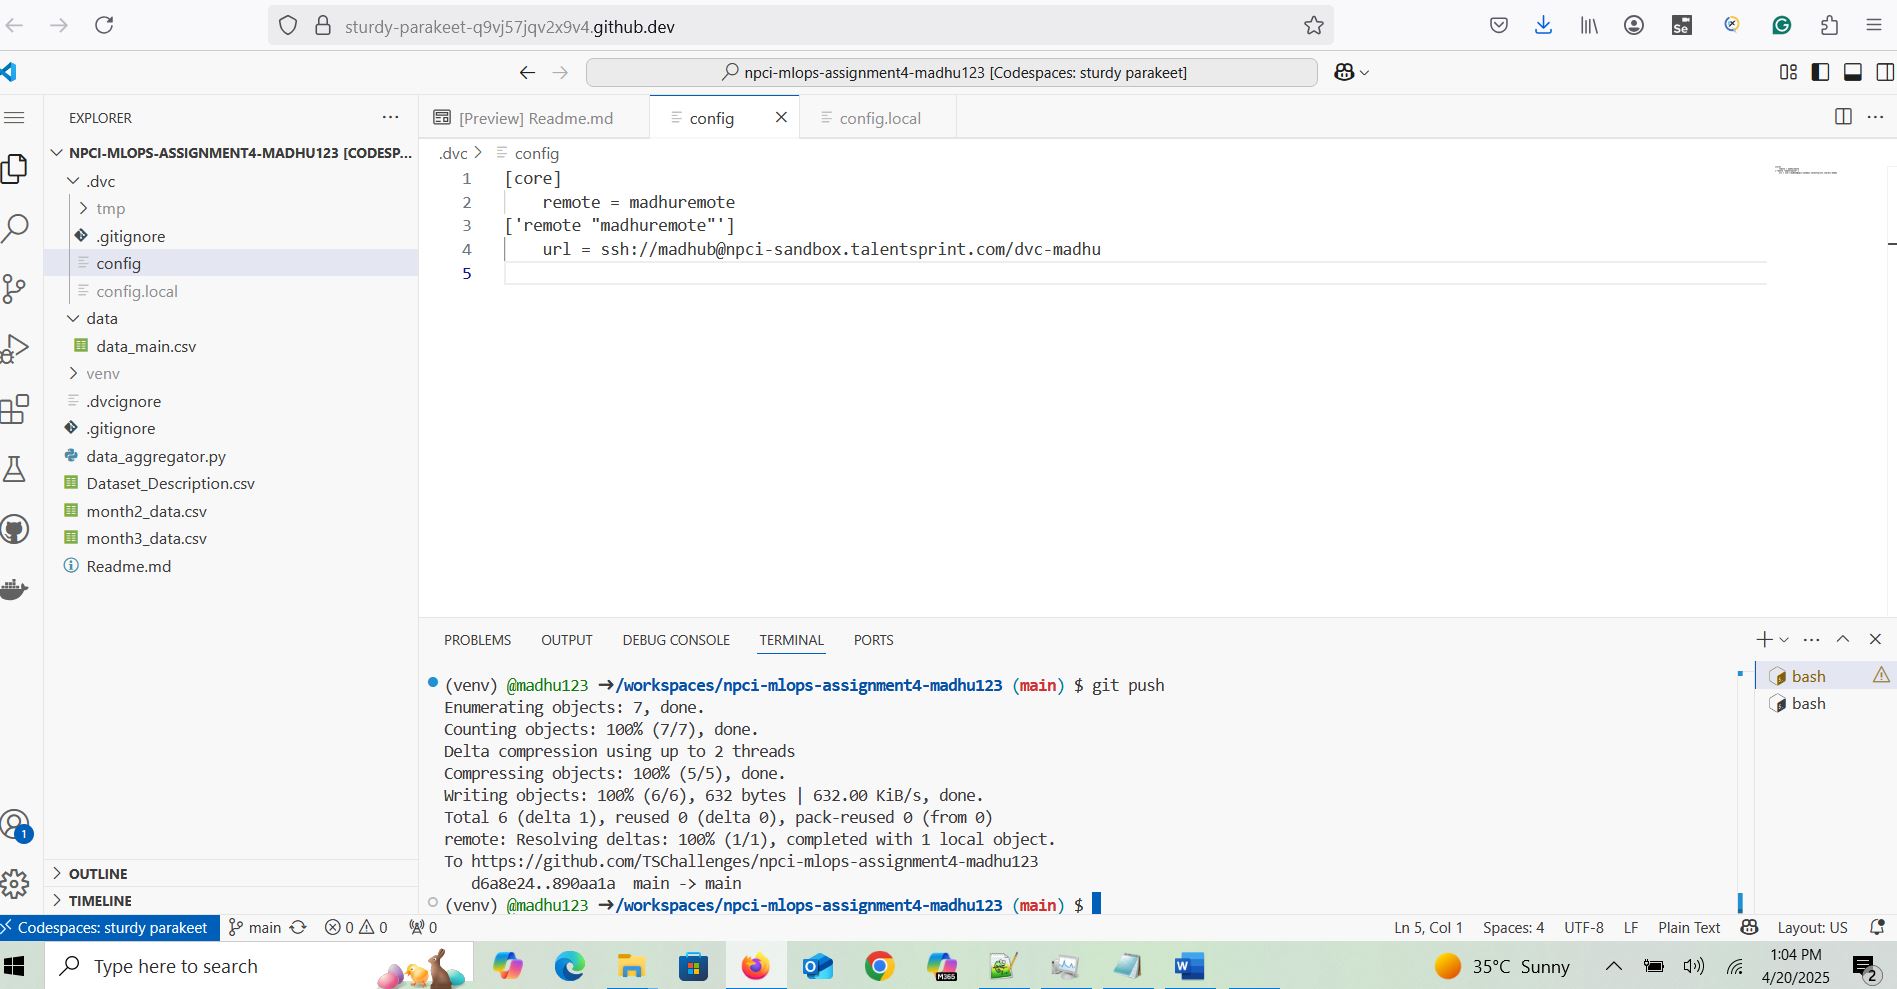 sturdy-parakeet-q9vj57jqv2x9v4.github.dev
npci-mlops-assignment4-madhu123 [Codespaces: sturdy parakeet]
EXPLORER
NPCI-MLOPS-ASSIGNMENT4-MADHU123 [CODESP...
.dvc
tmp
.gitignore
config
config.local
data
data_main.csv
venv
.dvcignore
.gitignore
data_aggregator.py
Dataset_Description.csv
month2_data.csv
month3_data.csv
Readme.md
OUTLINE
TIMELINE
[Preview] Readme.md
config
config.local
.dvc > config
1 [core]
2 remote = madhuremote
3 ['remote "madhuremote"']
4 url = ssh://madhub@npci-sandbox.talentsprint.com/dvc-madhu
5
PROBLEMS OUTPUT DEBUG CONSOLE TERMINAL PORTS
(venv) @madhu123 ➜/workspaces/npci-mlops-assignment4-madhu123 (main) $ git push
Enumerating objects: 7, done.
Counting objects: 100% (7/7), done.
Delta compression using up to 2 threads
Compressing objects: 100% (5/5), done.
Writing objects: 100% (6/6), 632 bytes | 632.00 KiB/s, done.
Total 6 (delta 1), reused 0 (delta 0), pack-reused 0 (from 0)
remote: Resolving deltas: 100% (1/1), completed with 1 local object.
To https://github.com/TSChallenges/npci-mlops-assignment4-madhu123
d6a8e24..890aa1a main -> main
(venv) @madhu123 ➜/workspaces/npci-mlops-assignment4-madhu123 (main) $
bash
bash
1
Codespaces: sturdy parakeet main 0 0 0 Ln 5, Col 1 Spaces: 4 UTF-8 LF Plain Text Layout: US
Type here to search
M365
35°C Sunny
1:04 PM
4/20/2025
2